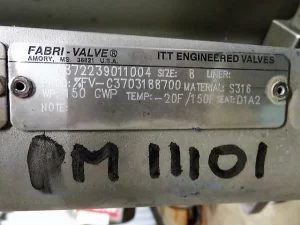 FABRI-VALVE® ITT ENGINEERED VALVES
AMORY, MS. 38821 U.S.A.
372239011004 SIZE: 8 LINER:
%FV-C3703188700 MATERIAL: S316
WP: 150 CWP TEMP: -20F/150F SEAT: D1A2
PM 11101